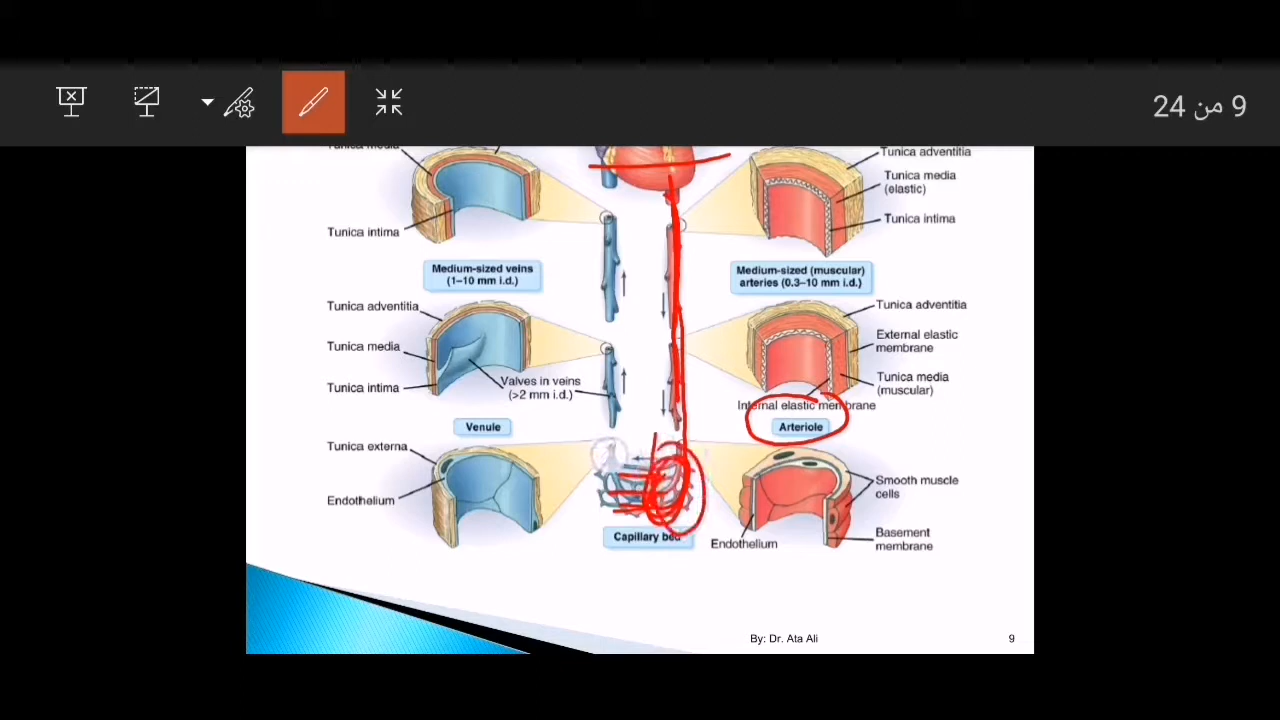 9 من 24
Tunica media
Tunica intima
Medium-sized veins
(1–10 mm i.d.)
Tunica adventitia
Tunica media
Tunica intima
Valves in veins
(>2 mm i.d.)
Venule
Tunica externa
Endothelium
Capillary bed
Tunica adventitia
Tunica media
(elastic)
Tunica intima
Medium-sized (muscular)
arteries (0.3–10 mm i.d.)
Tunica adventitia
External elastic
membrane
Tunica media
(muscular)
Internal elastic membrane
Arteriole
Smooth muscle
cells
Basement
membrane
Endothelium
By: Dr. Ata Ali
9